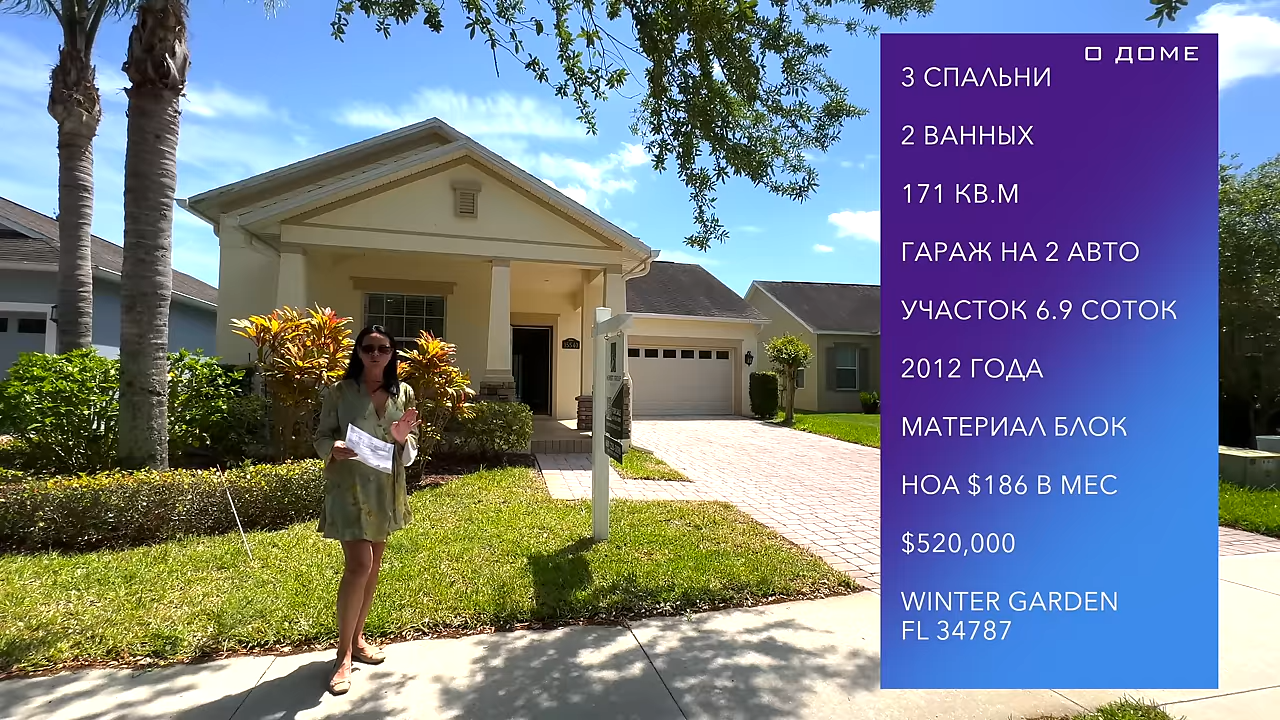 О ДОМЕ
3 СПАЛЬНИ
2 ВАННЫХ
171 КВ.М
ГАРАЖ НА 2 АВТО
УЧАСТОК 6.9 СОТОК
2012 ГОДА
МАТЕРИАЛ БЛОК
HOA $186 В МЕС
$520,000
WINTER GARDEN
FL 34787